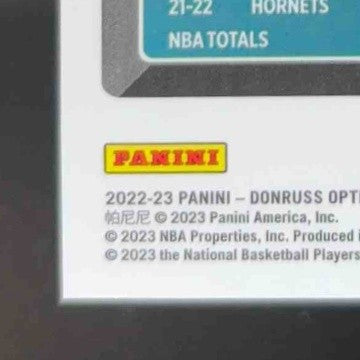 21-22 HORNETS
NBA TOTALS
PANINI
2022-23 PANINI – DONRUSS OPT
帕尼尼 © 2023 Panini America, Inc.
© 2023 NBA Properties, Inc. Produced
© 2023 the National Basketball Players